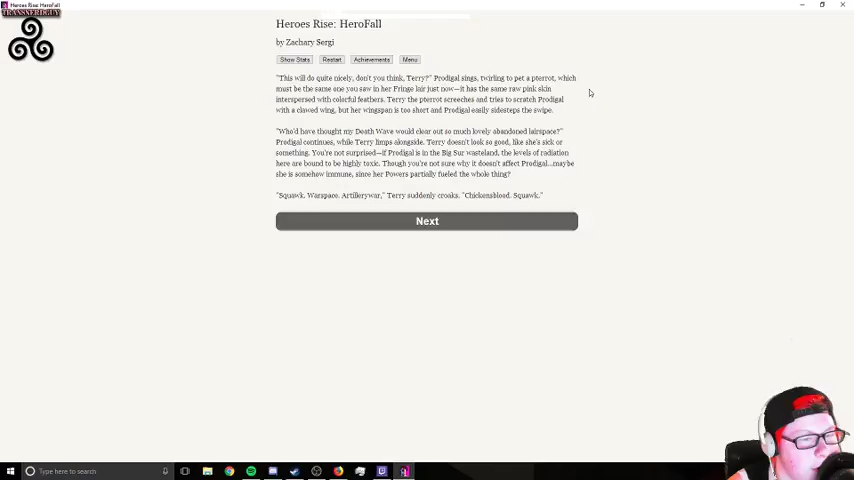 Heroes Rise: HeroFall
TRANSNERDGUY
Heroes Rise: HeroFall
by Zachary Sergi
Show Stats
Restart
Achievements
Menu
"This will do quite nicely, don't you think, Terry?" Prodigal sings, twirling to pet a pterrot, which
must be the same one you saw in her Fringe lair just now—it has the same raw pink skin
interspersed with colorful feathers. Terry the pterrot screeches and tries to scratch Prodigal
with a clawed wing, but her wingspan is too short and Prodigal easily sidesteps the swipe.
"Who'd have thought my Death Wave would clear out so much lovely abandoned lairspace?"
Prodigal continues, while Terry limps alongside. Terry doesn't look so good, like she's sick or
something. You're not surprised—if Prodigal is in the Big Sur wasteland, the levels of radiation
here are bound to be highly toxic. Though you're not sure why it doesn't affect Prodigal...maybe
she is somehow immune, since her Powers partially fueled the whole thing?
"Squawk. Warspace. Artillerywar," Terry suddenly croaks. "Chickensblood. Squawk."
Next
Type here to search